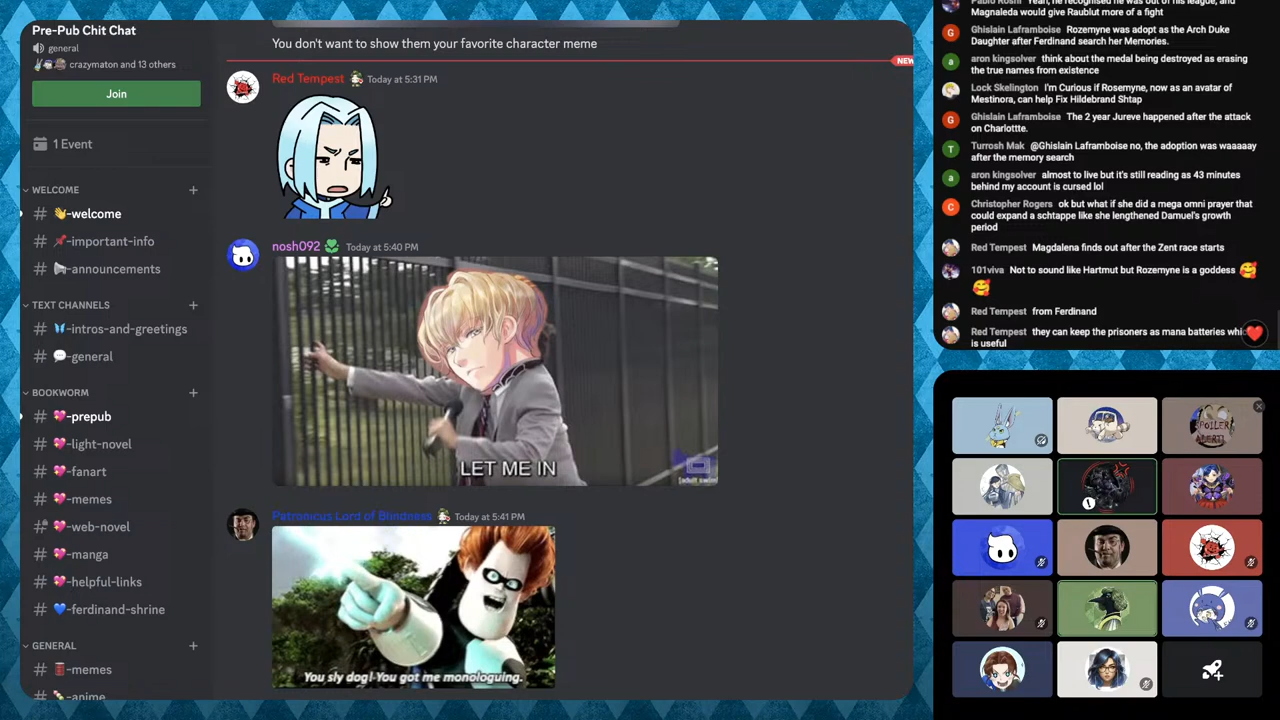 Pre-Pub Chit Chat
general
crazymaton and 13 others
Join
1 Event
WELCOME
# 👋-welcome
# 📌-important-info
# 📢-announcements
TEXT CHANNELS
# 🦋-intros-and-greetings
# 💬-general
BOOKWORM
# 💖-prepub
# 💖-light-novel
# 💖-fanart
# 💖-memes
# 💖-web-novel
# 💖-manga
# 💖-helpful-links
# 💙-ferdinand-shrine
GENERAL
-memes
-anime
You don't want to show them your favorite character meme
NEW
Red Tempest Today at 5:31 PM
nosh092 Today at 5:40 PM
LET ME IN
[adult swim]
Petronicus Lord of Blindness Today at 5:41 PM
You sly dog! You got me monologuing.
Pablo Roshi Yeah, he recognised he was out of his league, and
Magnaleda would give Raublut more of a fight
Ghislain Laframboise Rozemyne was adopt as the Arch Duke
Daughter after Ferdinand search her Memories.
aron kingsolver think about the medal being destroyed as erasing
the true names from existence
Lock Skelington I'm Curious if Rosemyne, now as an avatar of
Mestinora, can help Fix Hildebrand Shtap
Ghislain Laframboise The 2 year Jureve happened after the attack
on Charlottte.
Turrosh Mak @Ghislain Laframboise no, the adoption was waaaaay
after the memory search
aron kingsolver almost to live but it's still reading as 43 minutes
behind my account is cursed lol
Christopher Rogers ok but what if she did a mega omni prayer that
could expand a schtappe like she lengthened Damuel's growth
period
Red Tempest Magdalena finds out after the Zent race starts
101viva Not to sound like Hartmut but Rozemyne is a goddess 🥰
🥰
Red Tempest from Ferdinand
Red Tempest they can keep the prisoners as mana batteries whi
is useful
SPOILER
ALERT!